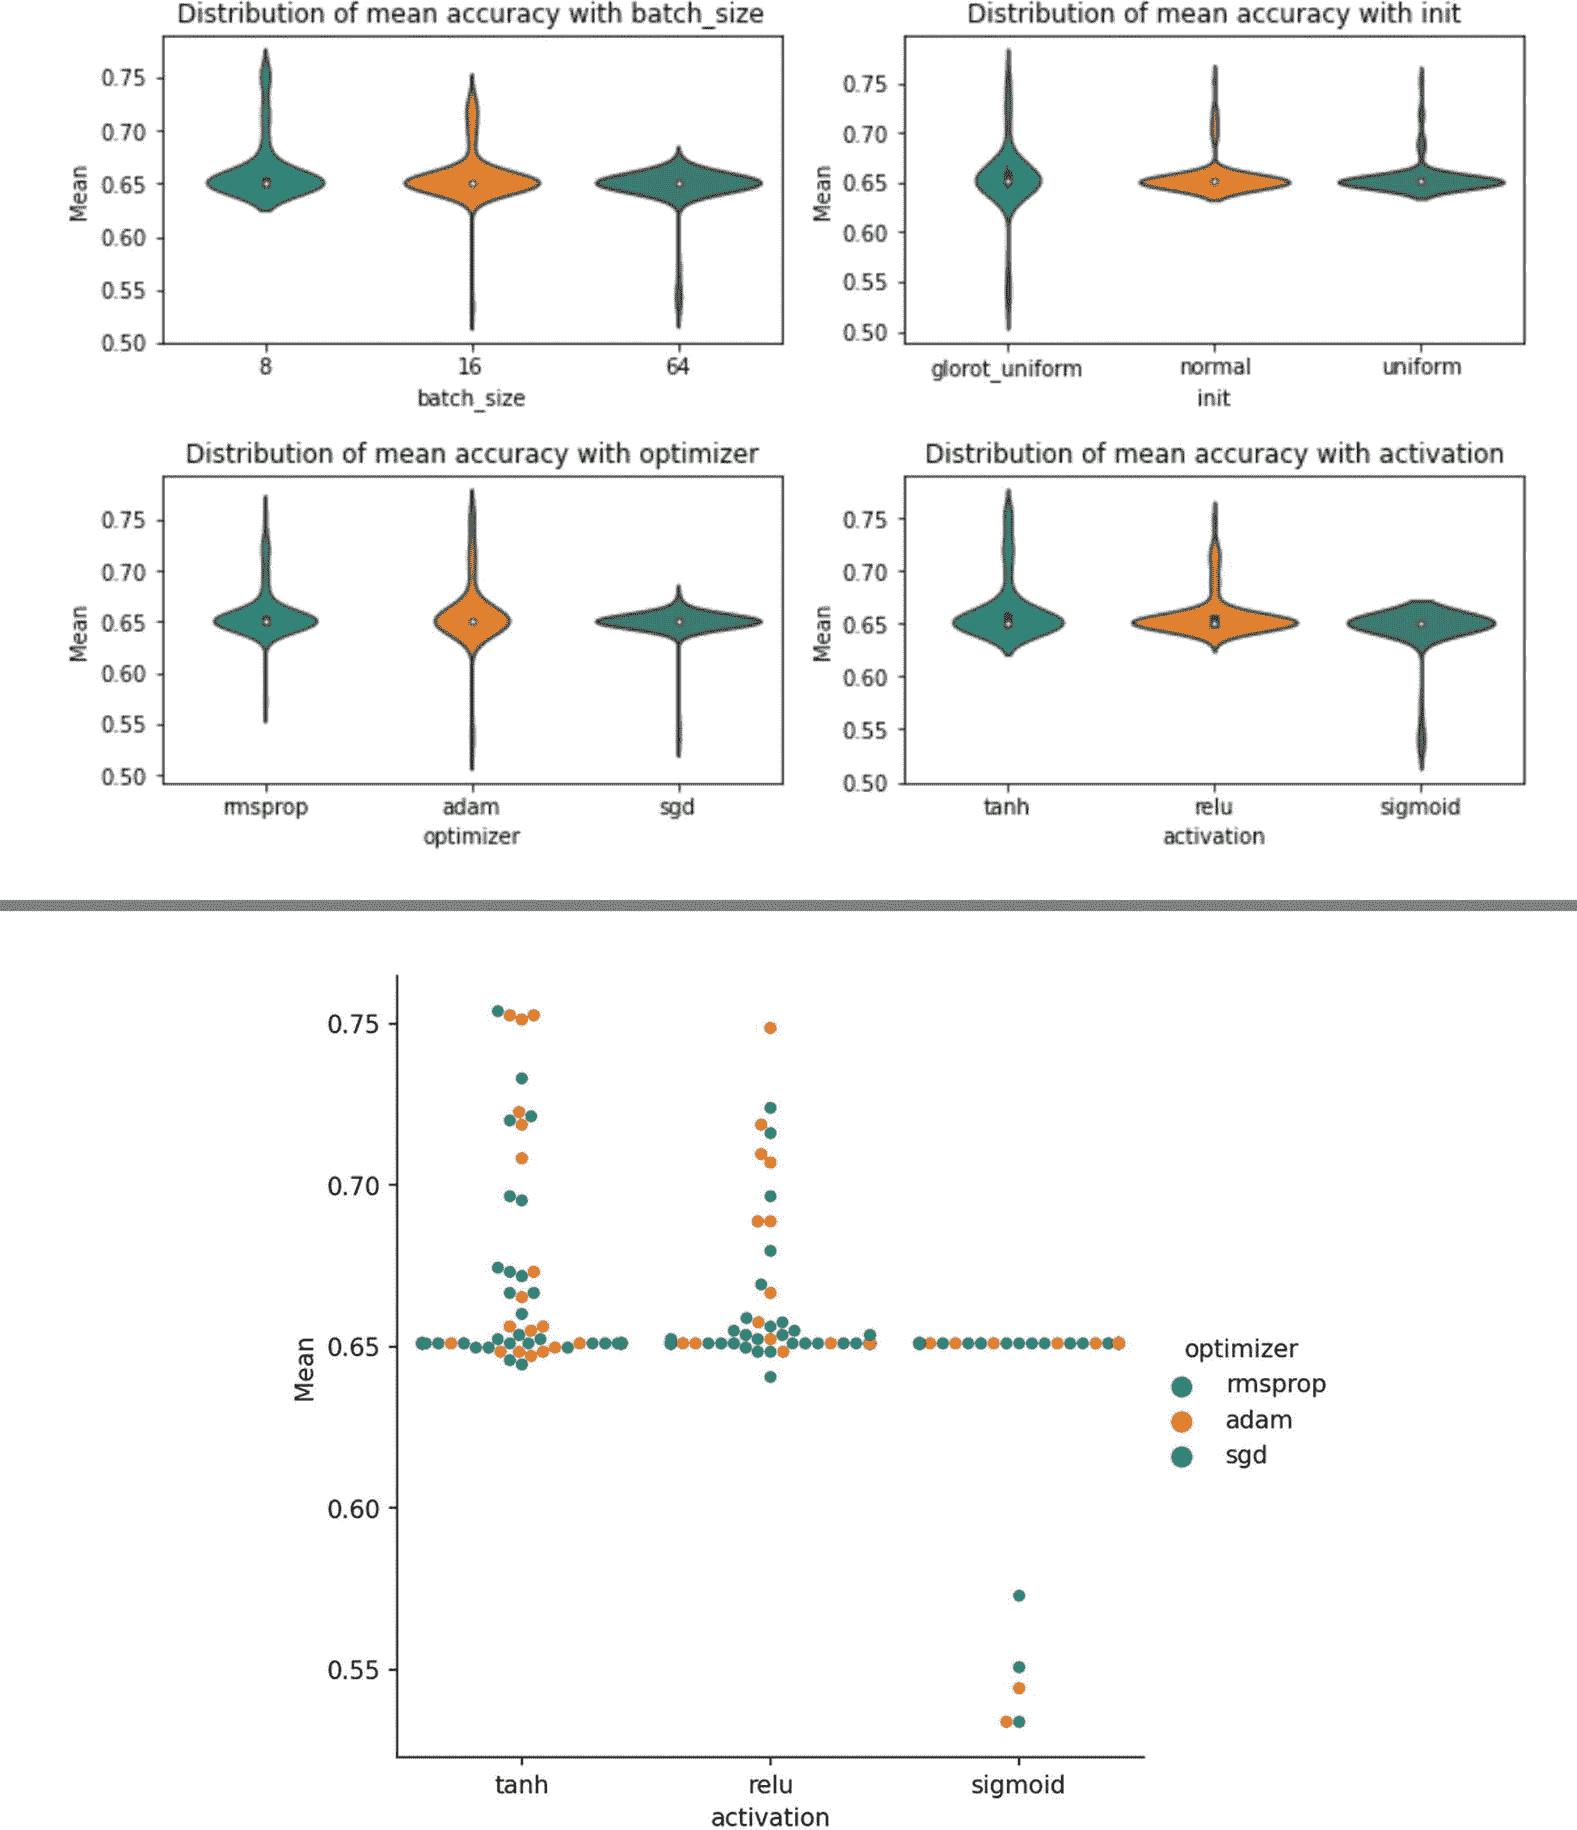 Distribution of mean accuracy with batch_size
0.75
0.70
0.65
0.60
0.55
0.50
Mean
8 16 64
batch_size
Distribution of mean accuracy with init
0.75
0.70
0.65
0.60
0.55
0.50
Mean
glorot_uniform normal uniform
init
Distribution of mean accuracy with optimizer
0.75
0.70
0.65
0.60
0.55
0.50
Mean
rmsprop adam sgd
optimizer
Distribution of mean accuracy with activation
0.75
0.70
0.65
0.60
0.55
0.50
Mean
tanh relu sigmoid
activation
0.75
0.70
0.65
0.60
0.55
Mean
tanh relu sigmoid
activation
optimizer
rmsprop
adam
sgd